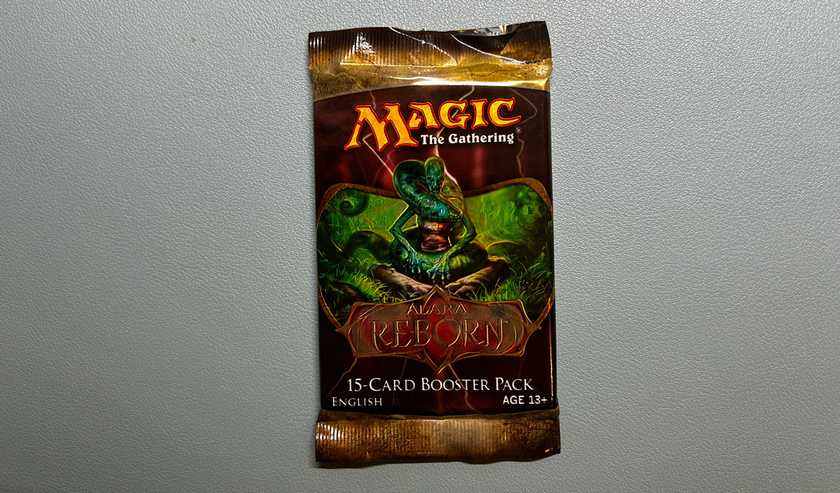 MAGIC
The Gathering®
ALARA
REBORN
15-CARD BOOSTER PACK
ENGLISH
AGE 13+